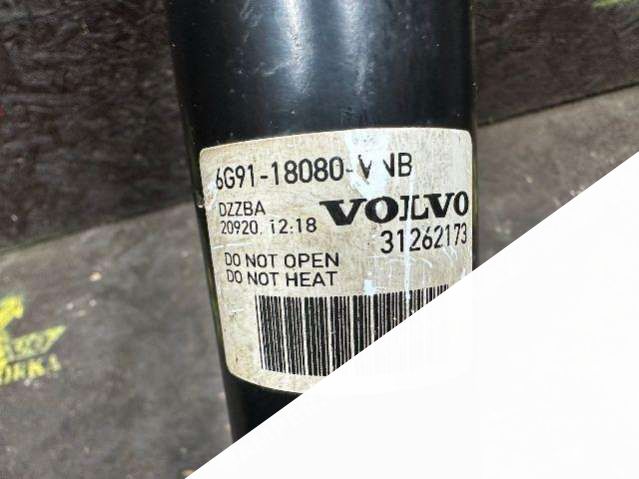 6G91-18080-VNB
DZZBA VOLVO
20920. 12:18 31262173
DO NOT OPEN
DO NOT HEAT